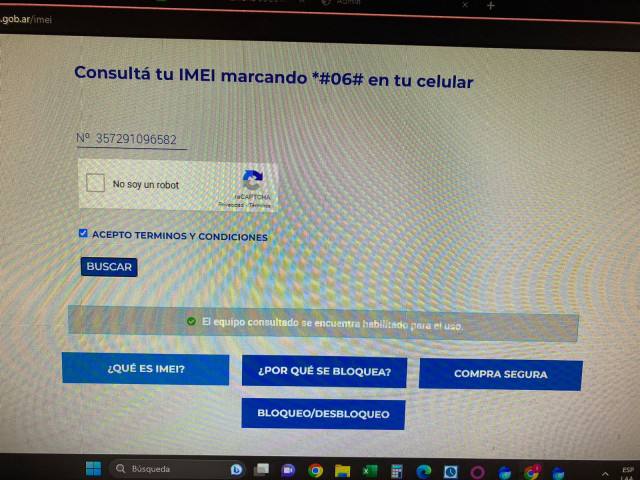 .gob.ar/imei
Consultá tu IMEI marcando *#06# en tu celular
Nº 357291096582
No soy un robot
reCAPTCHA
Privacidad - Términos
ACEPTO TERMINOS Y CONDICIONES
BUSCAR
El equipo consultado se encuentra habilitado para el uso.
¿QUÉ ES IMEI?
¿POR QUÉ SE BLOQUEA?
COMPRA SEGURA
BLOQUEO/DESBLOQUEO
Búsqueda
ESP